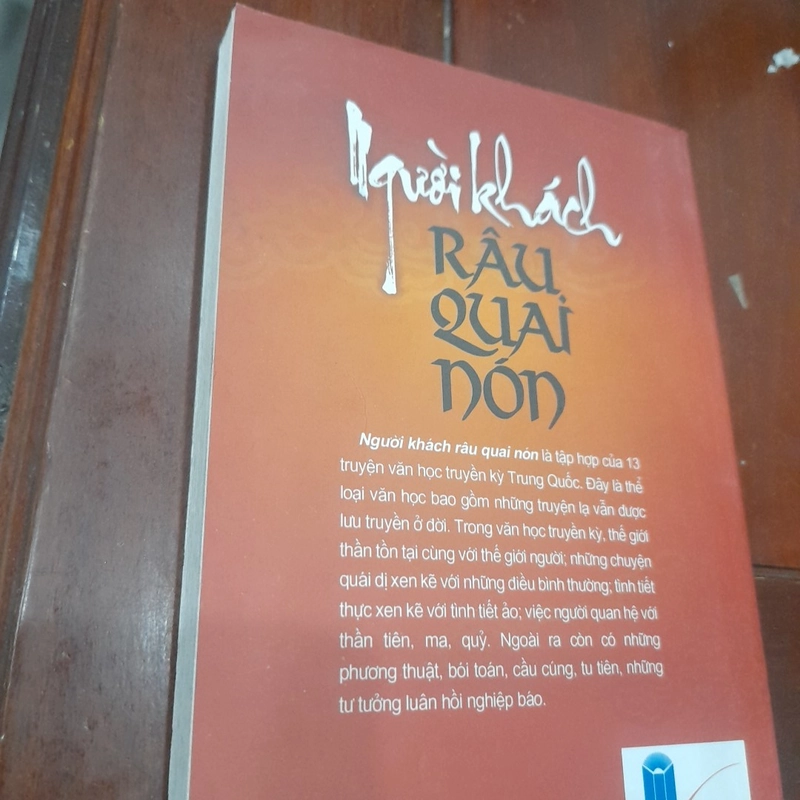 Người khách
RÂU
QUAI
NÓN
Người khách râu quai nón là tập hợp của 13
truyện văn học truyền kỳ Trung Quốc. Đây là thể
loại văn học bao gồm những truyện lạ vẫn được
lưu truyền ở đời. Trong văn học truyền kỳ, thế giới
thần tồn tại cùng với thế giới người; những chuyện
quái dị xen kẽ với những điều bình thường; tình tiết
thực xen kẽ với tình tiết ảo; việc người quan hệ với
thần tiên, ma, quỷ. Ngoài ra còn có những
phương thuật, bói toán, cầu cúng, tu tiên, những
tư tưởng luân hồi nghiệp báo.